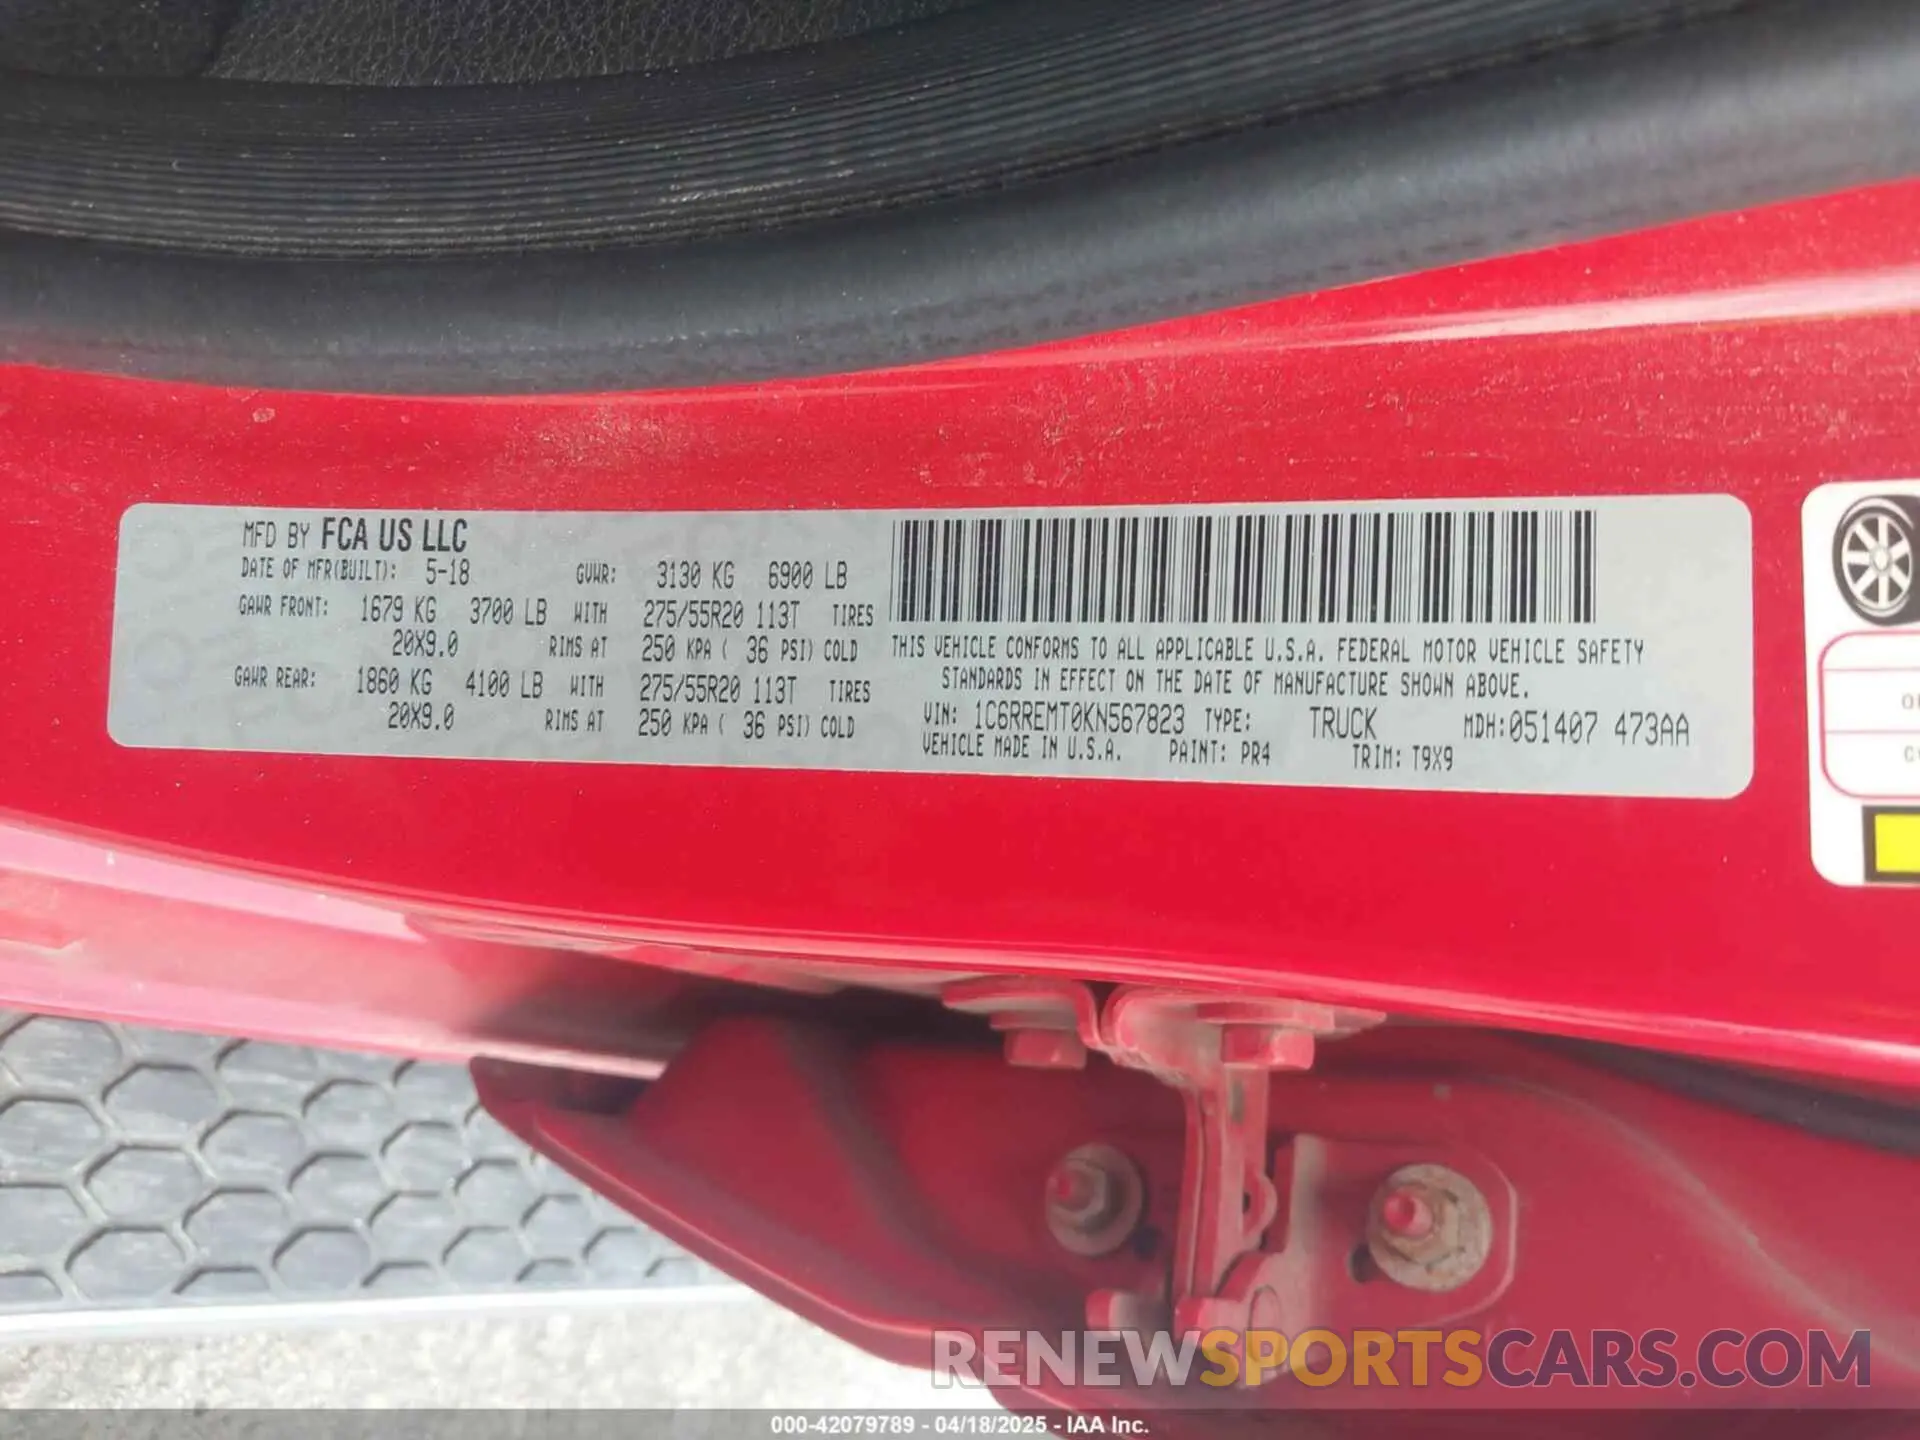 MFD BY FCA US LLC
DATE OF MFR(BUILT): 5-18 GVWR: 3130 KG 6900 LB
GAWR FRONT: 1679 KG 3700 LB WITH 275/55R20 113T TIRES
20X9.0 RIMS AT 250 KPA ( 36 PSI) COLD
GAWR REAR: 1860 KG 4100 LB WITH 275/55R20 113T TIRES
20X9.0 RIMS AT 250 KPA ( 36 PSI) COLD
THIS VEHICLE CONFORMS TO ALL APPLICABLE U.S.A. FEDERAL MOTOR VEHICLE SAFETY
STANDARDS IN EFFECT ON THE DATE OF MANUFACTURE SHOWN ABOVE.
VIN: 1C6RREMT0KN567823 TYPE: TRUCK MDH:051407 473AA
VEHICLE MADE IN U.S.A. PAINT: PR4 TRIM: T9X9
RENEWSPORTSCARS.COM
000-42079789 - 04/18/2025 - IAA Inc.